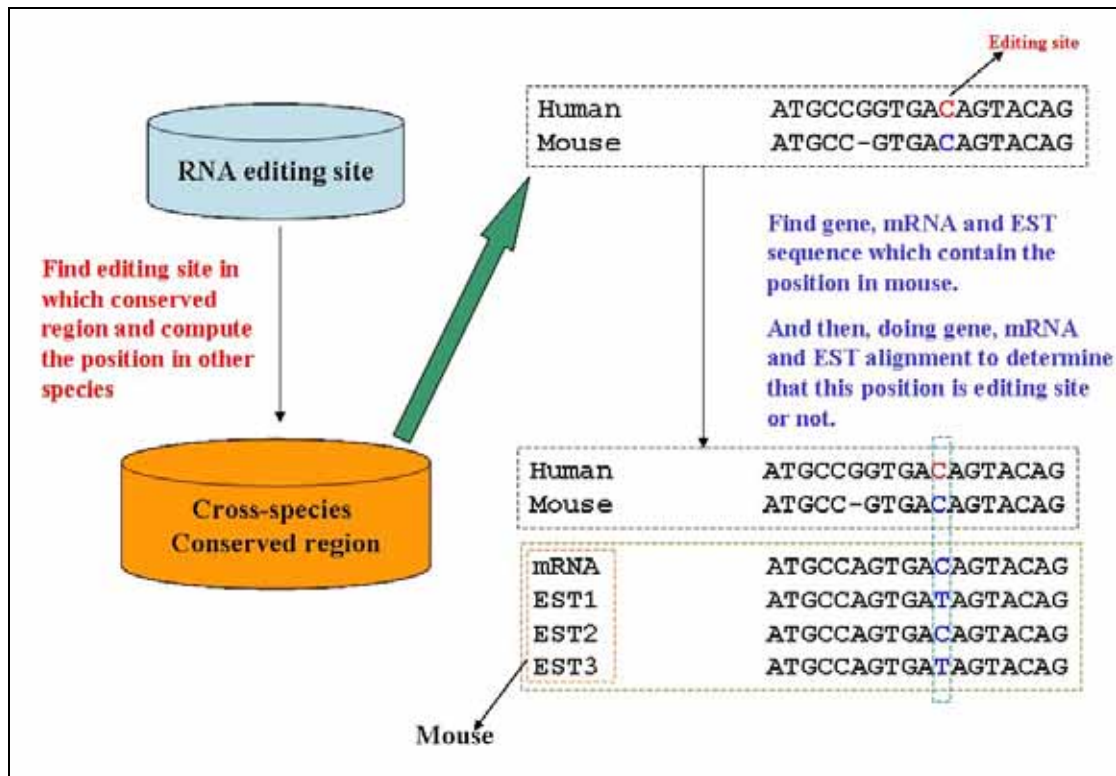 Editing site
Human ATGCCGGTGACAGTACAG
Mouse ATGCC-GTGACAGTACAG
RNA editing site
Find editing site in
which conserved
region and compute
the position in other
species
Find gene, mRNA and EST
sequence which contain the
position in mouse.
And then, doing gene, mRNA
and EST alignment to determine
that this position is editing site
or not.
Cross-species
Conserved region
Human ATGCCGGTGACAGTACAG
Mouse ATGCC-GTGACAGTACAG
mRNA ATGCCAGTGACAGTACAG
EST1 ATGCCAGTGATAGTACAG
EST2 ATGCCAGTGACAGTACAG
EST3 ATGCCAGTGATAGTACAG
Mouse